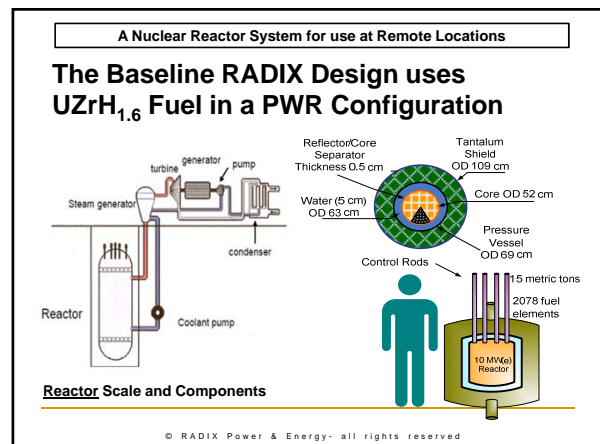 A Nuclear Reactor System for use at Remote Locations
The Baseline RADIX Design uses
UZrH1.6 Fuel in a PWR Configuration
generator
pump
turbine
Steam generator
condenser
Reactor
Coolant pump
Reflector/Core
Separator
Thickness 0.5 cm
Tantalum
Shield
OD 109 cm
Water (5 cm)
OD 63 cm
Core OD 52 cm
Pressure
Vessel
OD 69 cm
Control Rods
15 metric tons
2078 fuel
elements
10 MW(e)
Reactor
Reactor Scale and Components
© RADIX Power & Energy- all rights reserved